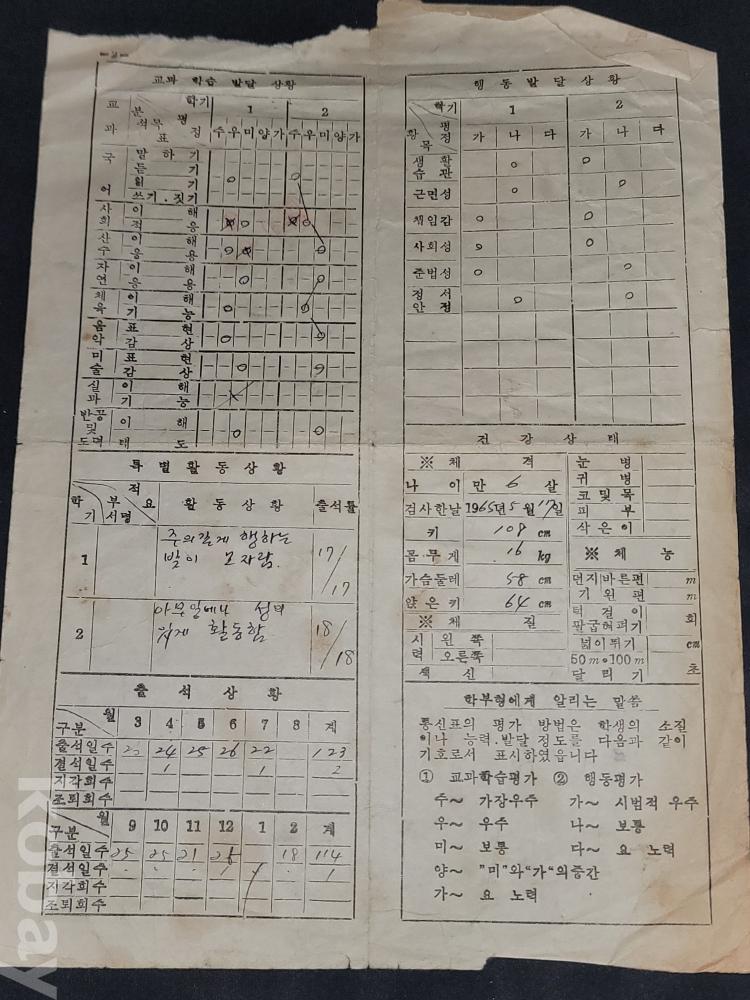 -2-
교과 학습 발달 상황
교과 분석목표 학기 1 2
평점 수 우 미 양 가 수 우 미 양 가
국어 말하기
듣기
읽기
쓰기.짓기
사회 이해
적응
산수 이해
응용
자연 이해
응용
체육 이해
기능
음악 표현
감상
미술 표현
감상
실과 이해
기능
반공 및 도덕 이해
태도
특별활동상황
학기 부서명 적요 활동상황 출석률
1 주의깊게 행하는
발이 모자람. 17/17
2 아무일에나 성의
있게 활동함 18/18
출석상황
구분 월 3 4 5 6 7 8 계
출석일수 22 24 25 26 22 123
결석일수 1 1 2
지각회수
조퇴회수
구분 월 9 10 11 12 1 2 계
출석일수 25 25 21 18 114
결석일수 1 1
지각회수
조퇴회수
행동발달상황
학기 1 2
황목 평정 가 나 다 가 나 다
생활습관
근면성
책임감
사회성
준법성
정서안정
건강상태
※ 체격
나이 만 6 살
검사한날 1965년 5월 17일
키 108 cm
몸무게 16 kg
가슴둘레 58 cm
앉은키 64 cm
※ 체질
시력 왼쪽
오른쪽
색신
눈병
귀병
코및목
피부
삭은이
※ 체능
던지바른편 m
기왼편 m
턱걸이
팔굽혀펴기 회
넓이뛰기 cm
50m•100m
달리기 초
학부형에게 알리는 말씀
통신표의 평가 방법은 학생의 소질
이나 능력.발달 정도를 다음과 같이
기호로서 표시하였읍니다
① 교과학습평가 ② 행동평가
수~ 가장우수 가~ 시범적 우수
우~ 우수 나~ 보통
미~ 보통 다~ 요 노력
양~ "미"와"가"의중간
가~ 요 노력
kobay